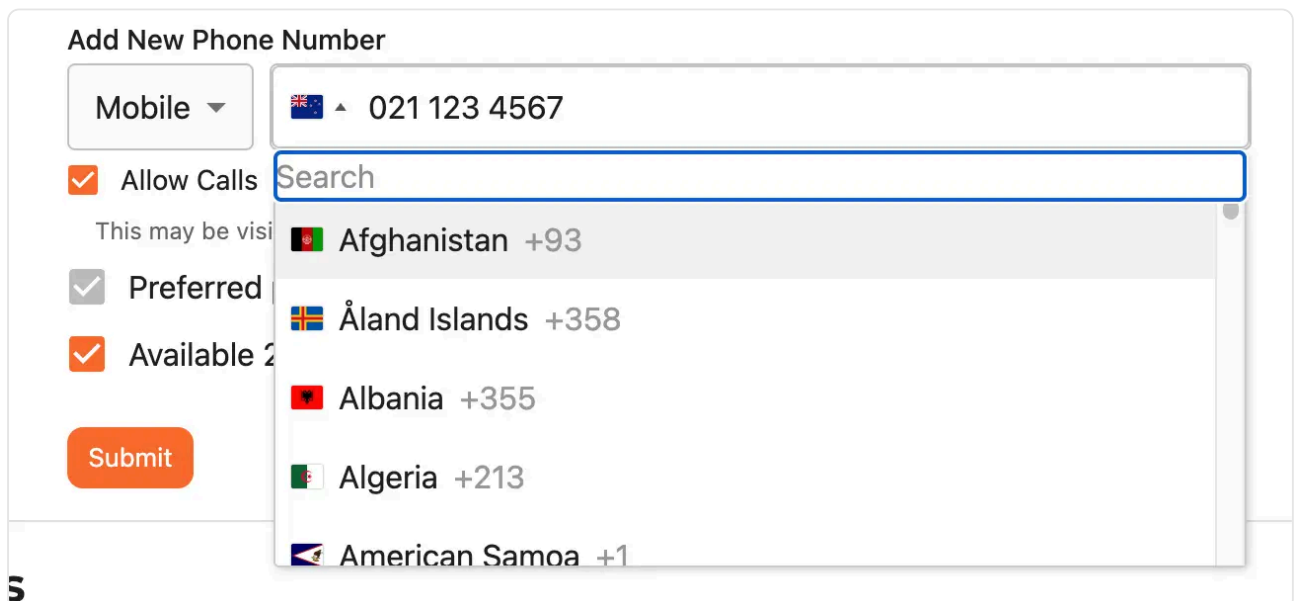 Add New Phone Number
Mobile
021 123 4567
Allow Calls
Search
This may be visi
Afghanistan +93
Preferred
Åland Islands +358
Available 2
Albania +355
Submit
Algeria +213
American Samoa +1
s